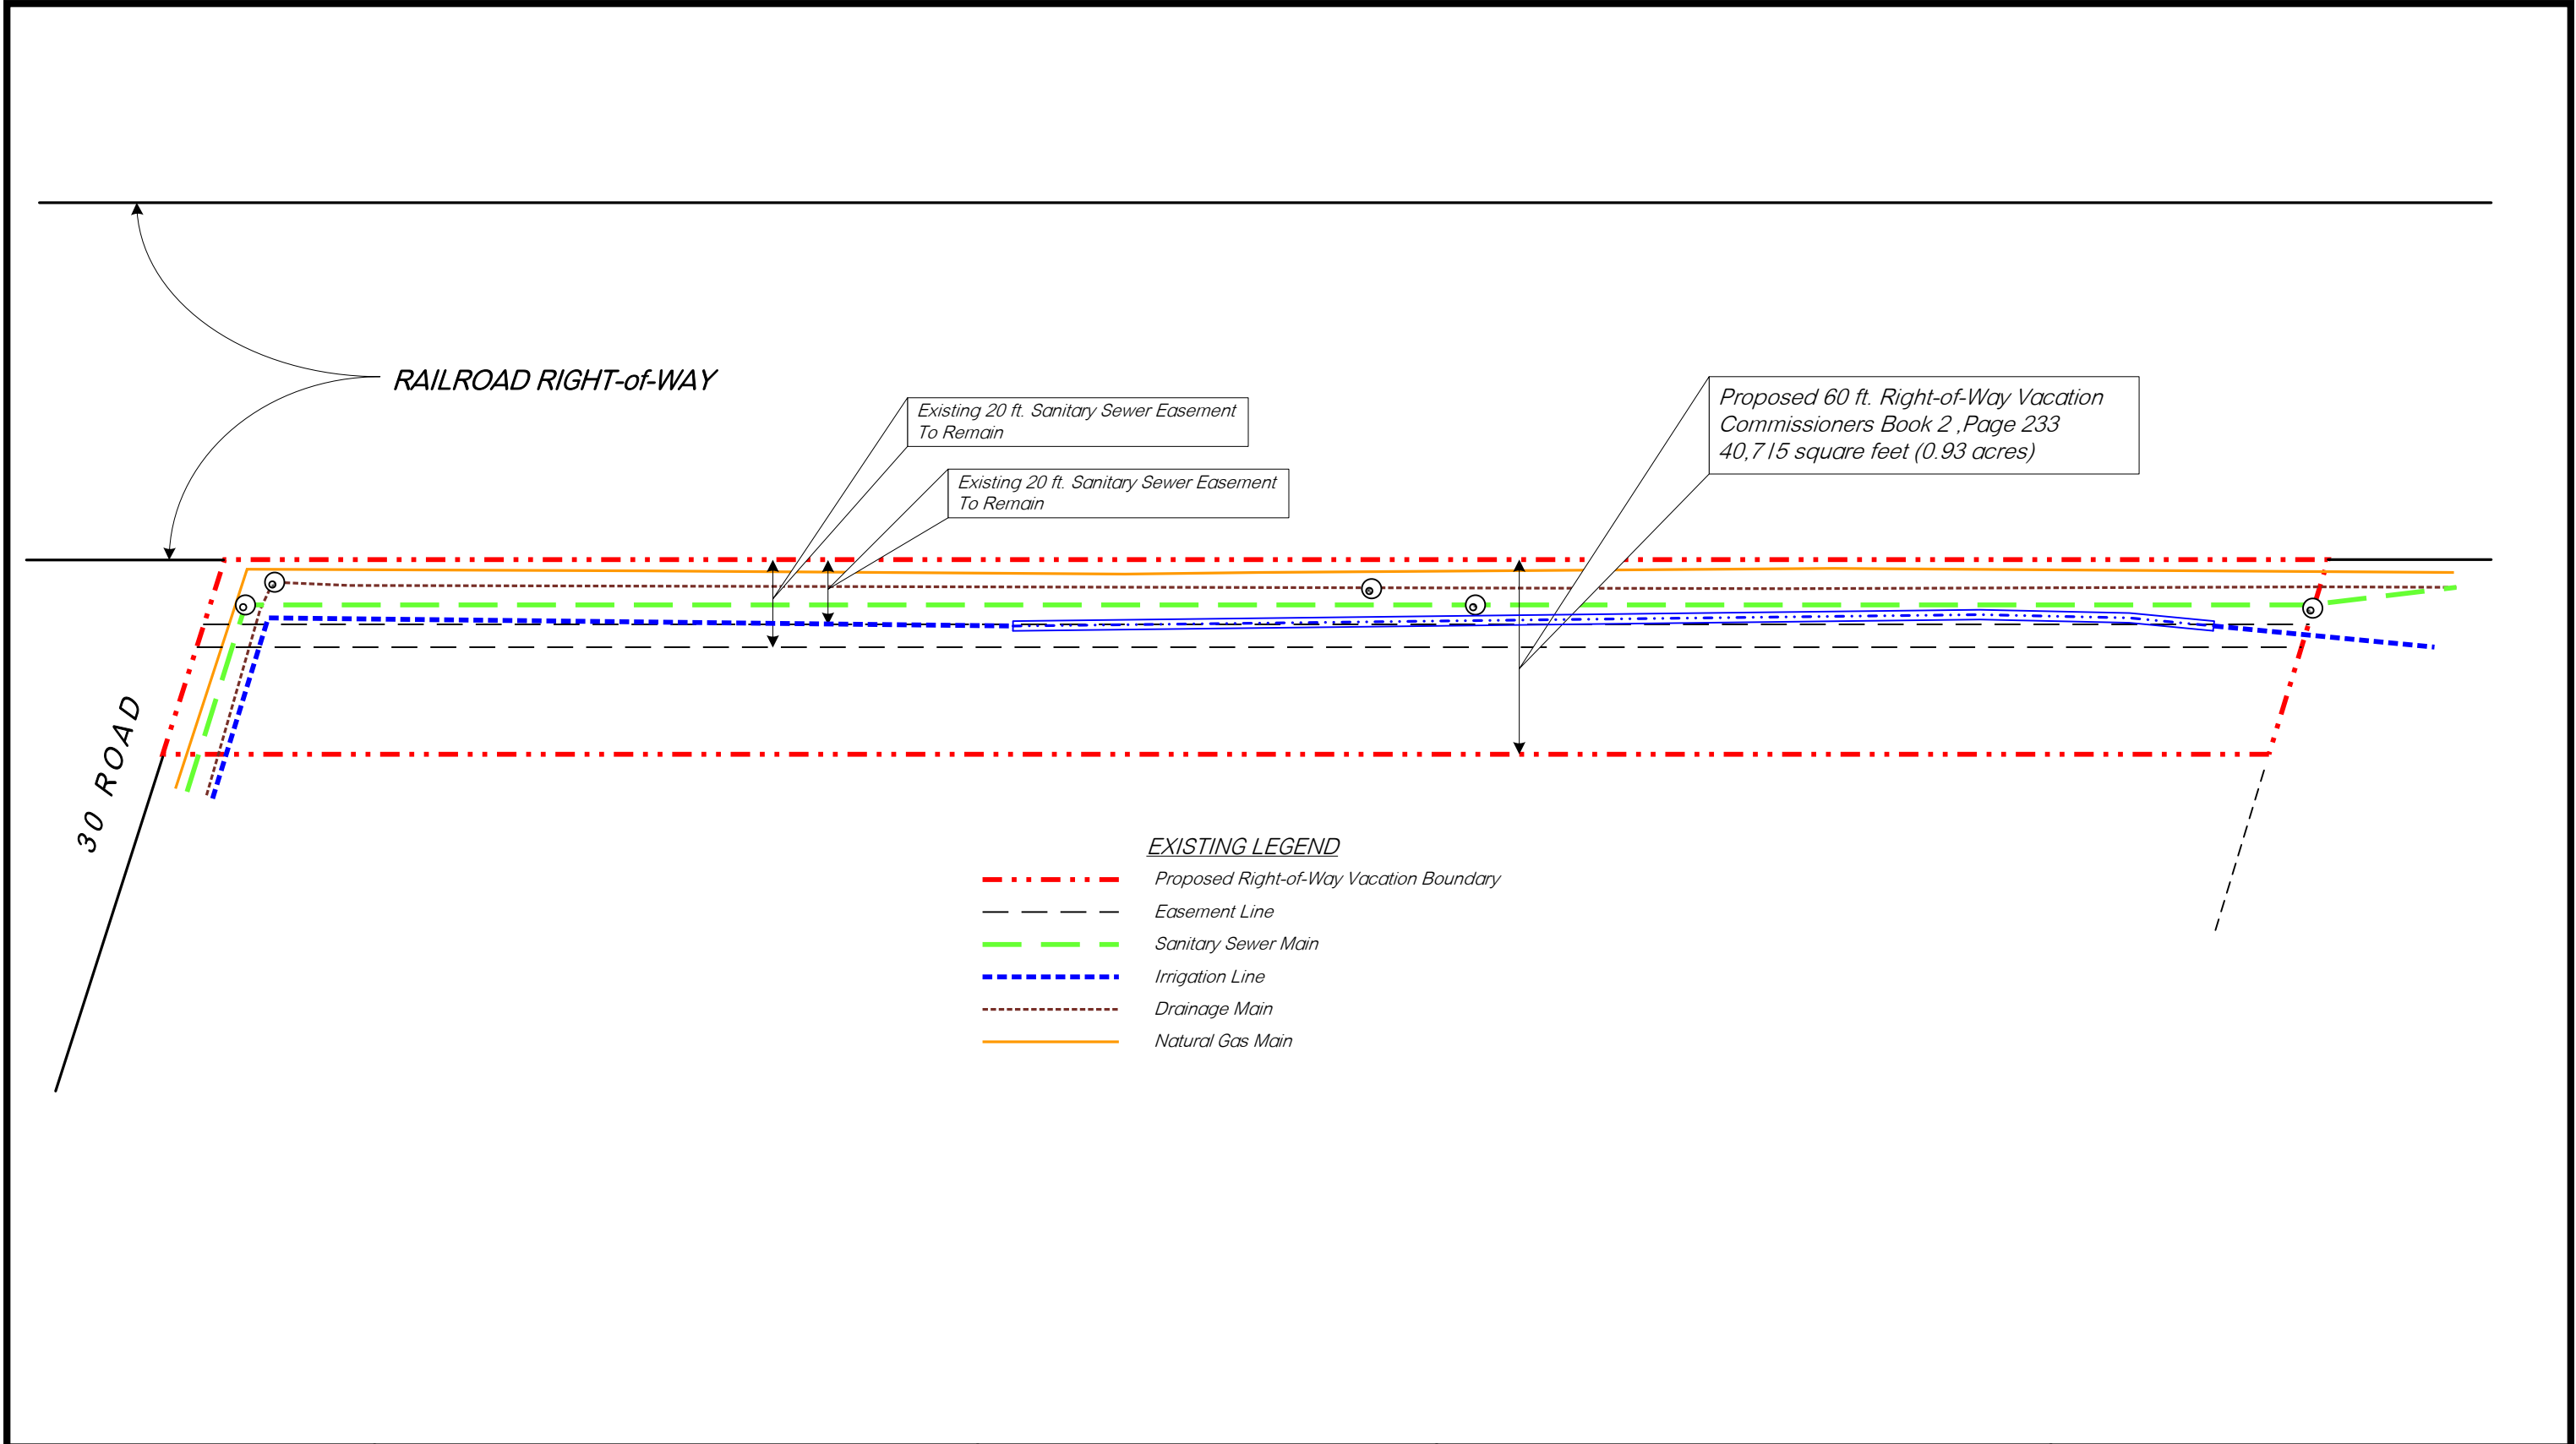 RAILROAD RIGHT-of-WAY
Existing 20 ft. Sanitary Sewer Easement
To Remain
Existing 20 ft. Sanitary Sewer Easement
To Remain
Proposed 60 ft. Right-of-Way Vacation
Commissioners Book 2 ,Page 233
40,715 square feet (0.93 acres)
30 ROAD
EXISTING LEGEND
Proposed Right-of-Way Vacation Boundary
Easement Line
Sanitary Sewer Main
Irrigation Line
Drainage Main
Natural Gas Main